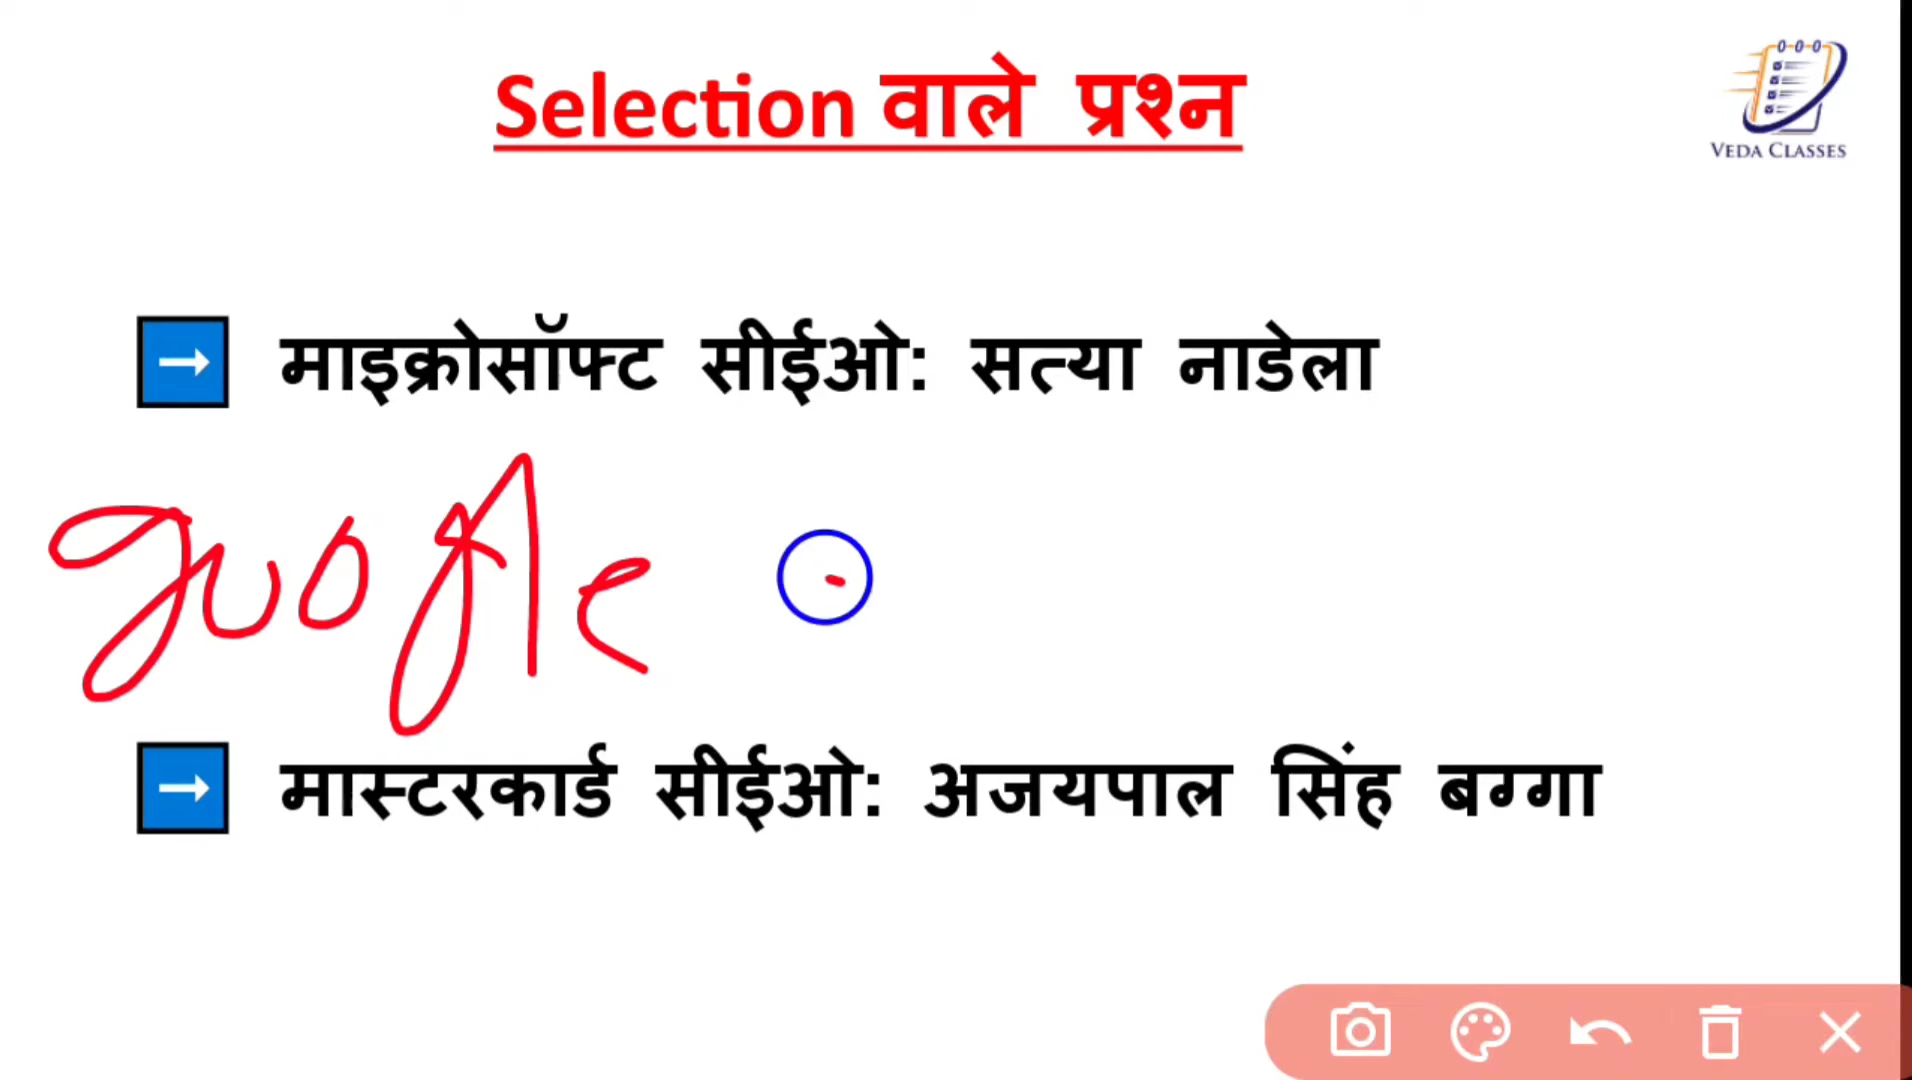 Selection वाले प्रश्न
VEDA CLASSES
माइक्रोसॉफ्ट सीईओ: सत्या नाडेला
google
मास्टरकार्ड सीईओ: अजयपाल सिंह बग्गा